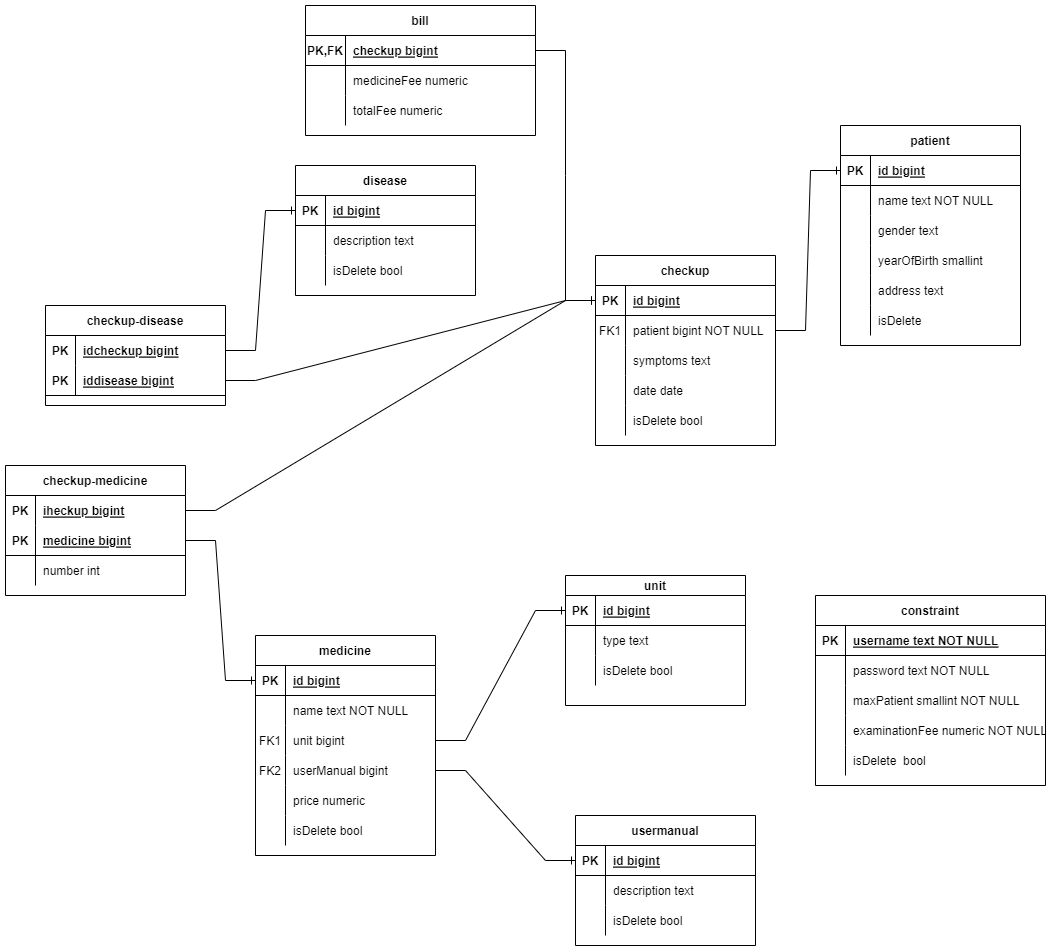 bill
PK,FK checkup bigint
medicineFee numeric
totalFee numeric
disease
PK id bigint
description text
isDelete bool
patient
PK id bigint
name text NOT NULL
gender text
yearOfBirth smallint
address text
isDelete
checkup
PK id bigint
FK1 patient bigint NOT NULL
symptoms text
date date
isDelete bool
checkup-disease
PK idcheckup bigint
PK iddisease bigint
checkup-medicine
PK iheckup bigint
PK medicine bigint
number int
medicine
PK id bigint
name text NOT NULL
FK1 unit bigint
FK2 userManual bigint
price numeric
isDelete bool
unit
PK id bigint
type text
isDelete bool
constraint
PK username text NOT NULL
password text NOT NULL
maxPatient smallint NOT NULL
examinationFee numeric NOT NULL
isDelete  bool
usermanual
PK id bigint
description text
isDelete bool